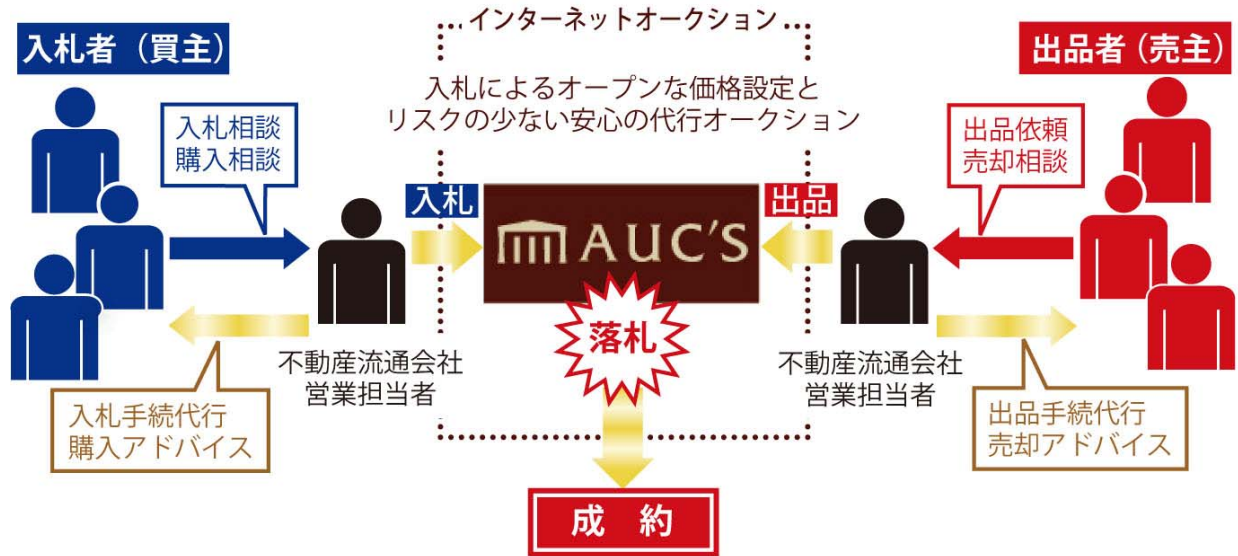 インターネットオークション
入札者（買主）
出品者（売主）
入札によるオープンな価格設定と
リスクの少ない安心の代行オークション
入札相談
購入相談
出品依頼
売却相談
入札
出品
AUC'S
落札
不動産流通会社
営業担当者
不動産流通会社
営業担当者
入札手続代行
購入アドバイス
出品手続代行
売却アドバイス
成 約